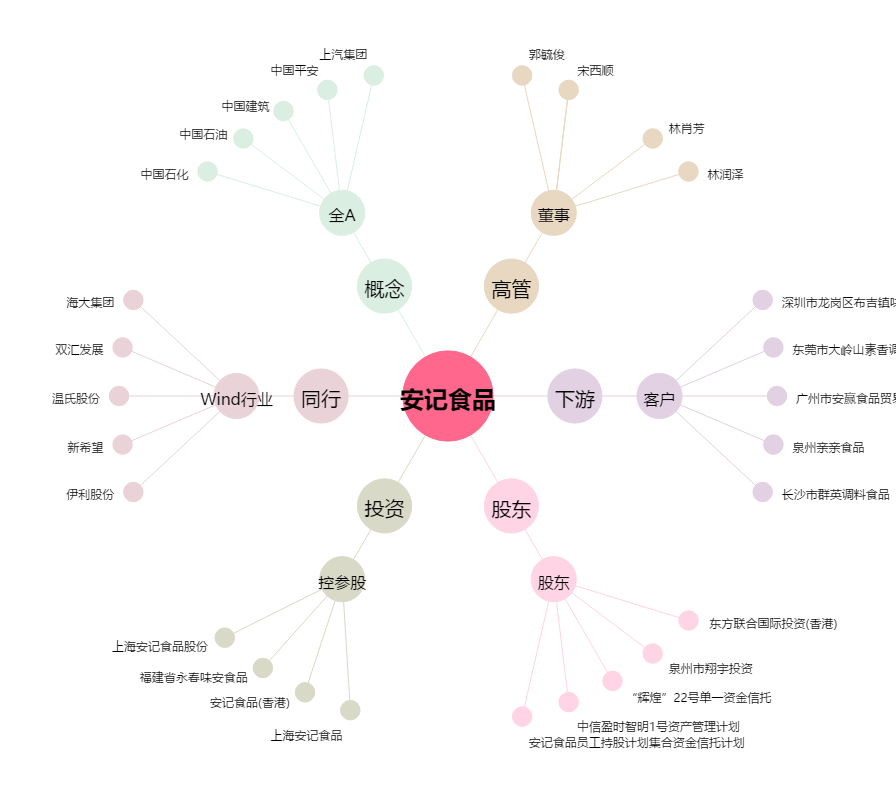 上汽集团
郭毓俊
中国平安
宋西顺
中国建筑
中国石油
林肖芳
中国石化
林润泽
全A
董事
概念
高管
海大集团
深圳市龙岗区布吉镇
双汇发展
东莞市大岭山素香
温氏股份
Wind行业
同行
安记食品
下游
客户
广州市安赢食品贸
新希望
泉州亲亲食品
伊利股份
长沙市群英调料食品
投资
股东
控参股
股东
东方联合国际投资(香港)
上海安记食品股份
泉州市翔宇投资
福建省永春味安食品
“辉煌”22号单一资金信托
安记食品(香港)
中信盈时智明1号资产管理计划
上海安记食品
安记食品员工持股计划集合资金信托计划